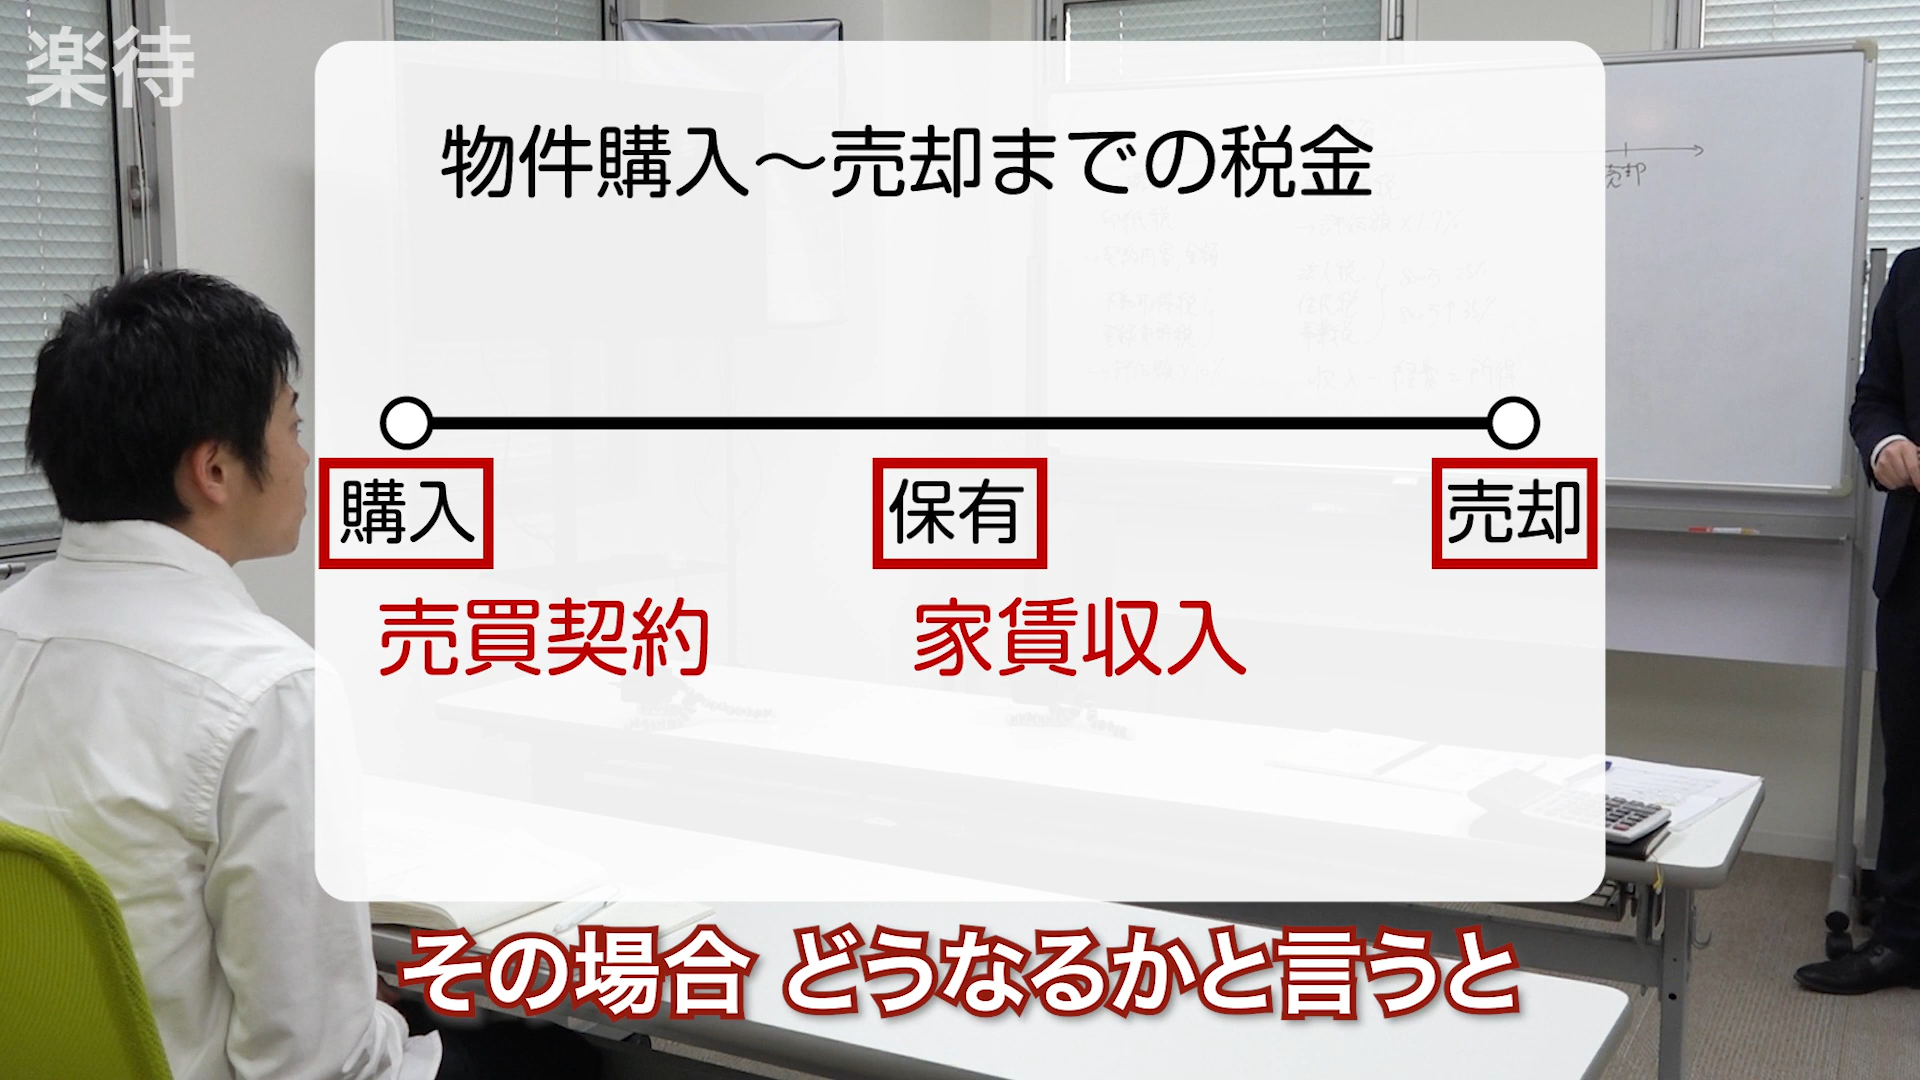 楽待
物件購入～売却までの税金
売却
購入
保有
売却
売買契約
家賃収入
その場合 どうなるかと言うと